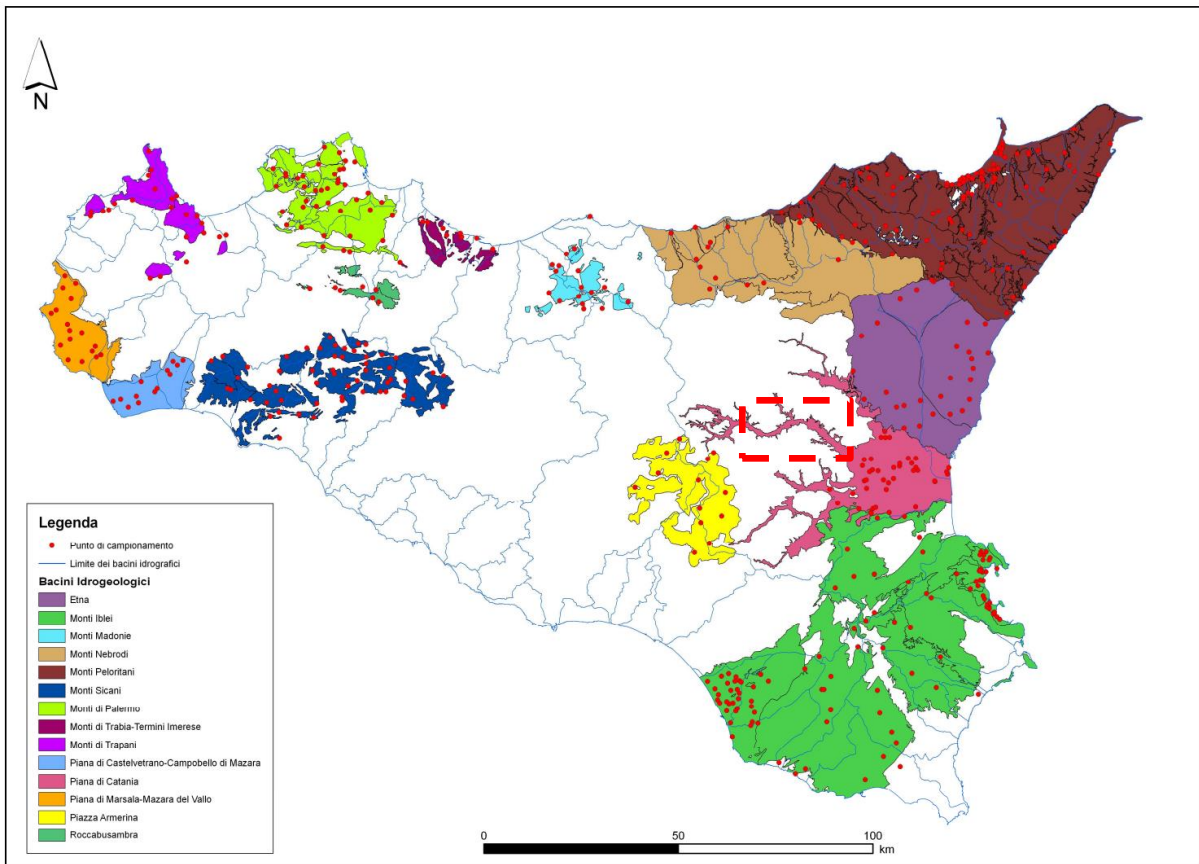 N
Legenda
Punto di campionamento
Limite dei bacini idrografici
Bacini Idrogeologici
Etna
Monti Iblei
Monti Madonie
Monti Nebrodi
Monti Peloritani
Monti Sicani
Monti di Palermo
Monti di Trabia-Termini Imerese
Monti di Trapani
Piana di Castelvetrano-Campobello di Mazara
Piana di Catania
Piana di Marsala-Mazara del Vallo
Piazza Armerina
Roccabusambra
0 50 100
km